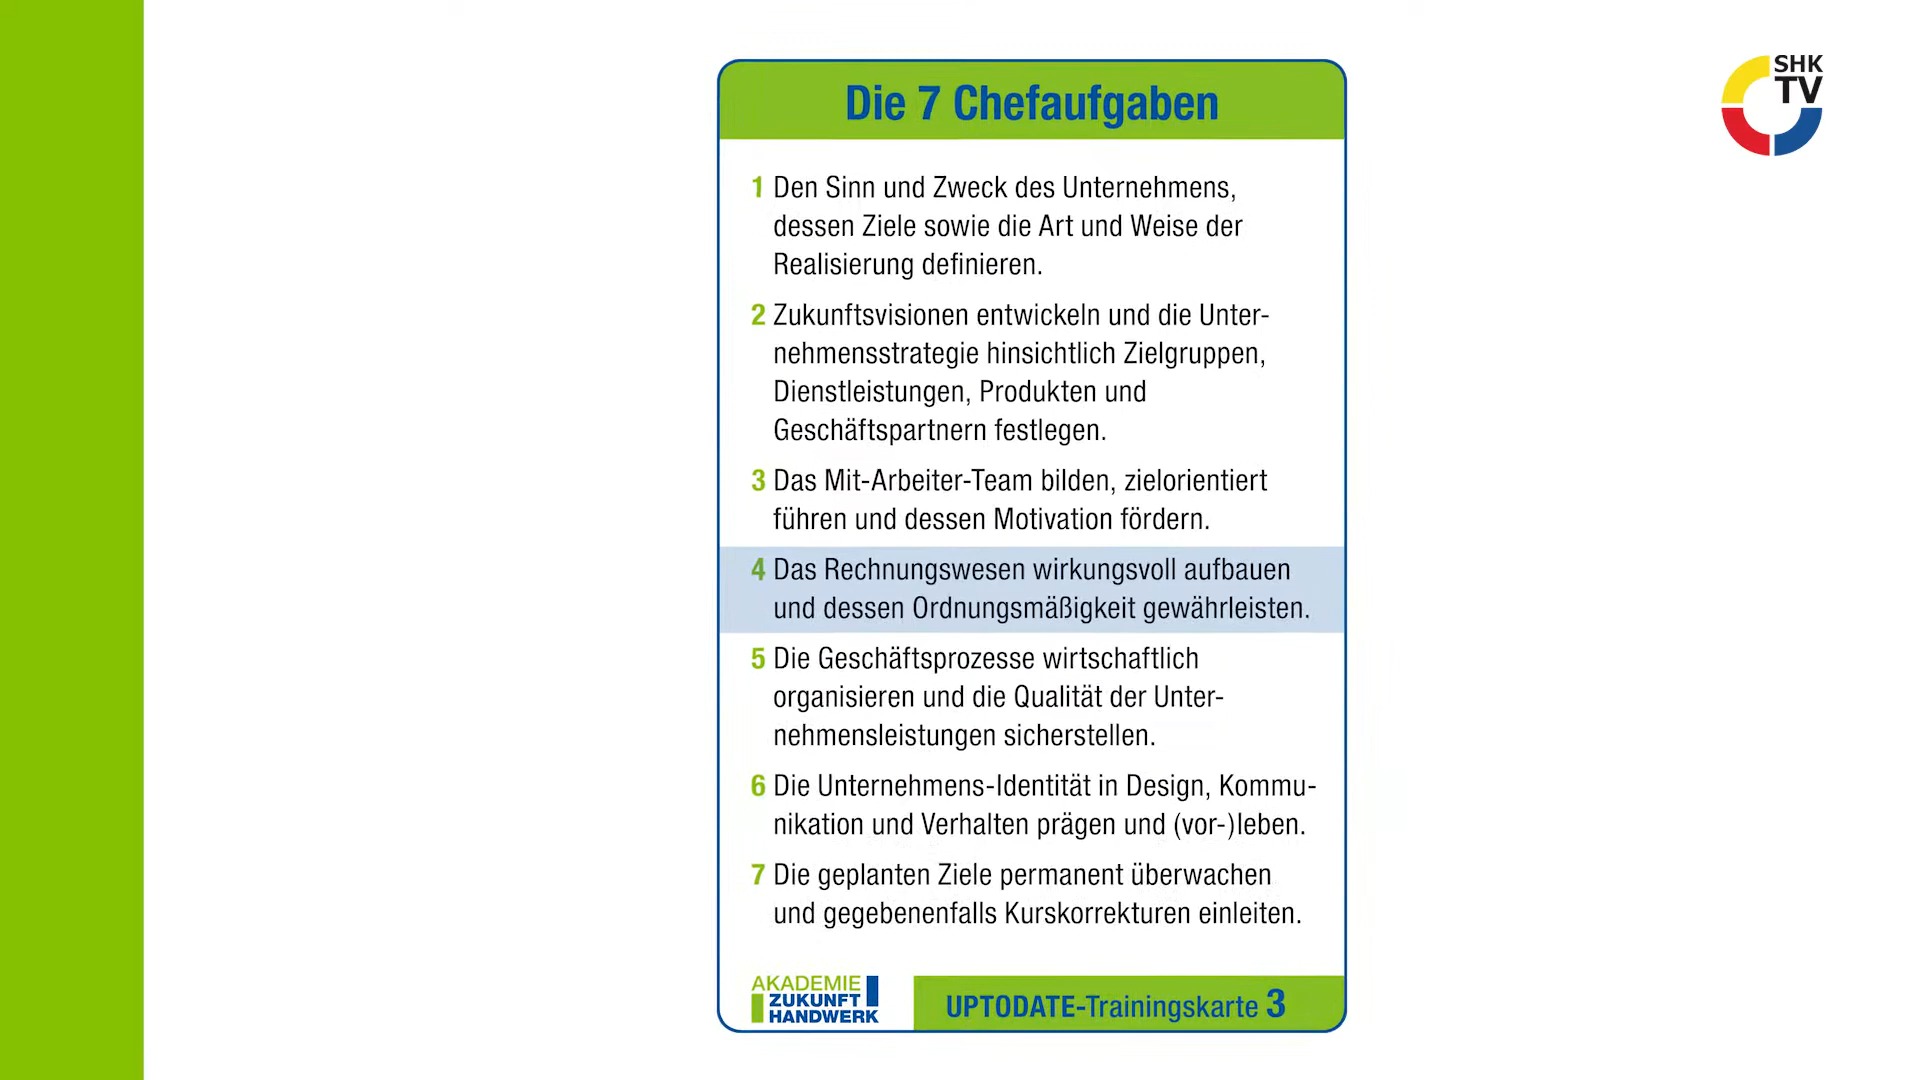 SHK
TV
Die 7 Chefaufgaben
1 Den Sinn und Zweck des Unternehmens,
dessen Ziele sowie die Art und Weise der
Realisierung definieren.
2 Zukunftsvisionen entwickeln und die Unter-
nehmensstrategie hinsichtlich Zielgruppen,
Dienstleistungen, Produkten und
Geschäftspartnern festlegen.
3 Das Mit-Arbeiter-Team bilden, zielorientiert
führen und dessen Motivation fördern.
4 Das Rechnungswesen wirkungsvoll aufbauen
und dessen Ordnungsmäßigkeit gewährleisten.
5 Die Geschäftsprozesse wirtschaftlich
organisieren und die Qualität der Unter-
nehmensleistungen sicherstellen.
6 Die Unternehmens-Identität in Design, Kommu-
nikation und Verhalten prägen und (vor-)leben.
7 Die geplanten Ziele permanent überwachen
und gegebenenfalls Kurskorrekturen einleiten.
AKADEMIE
ZUKUNFT
HANDWERK
UPTODATE-Trainingskarte 3